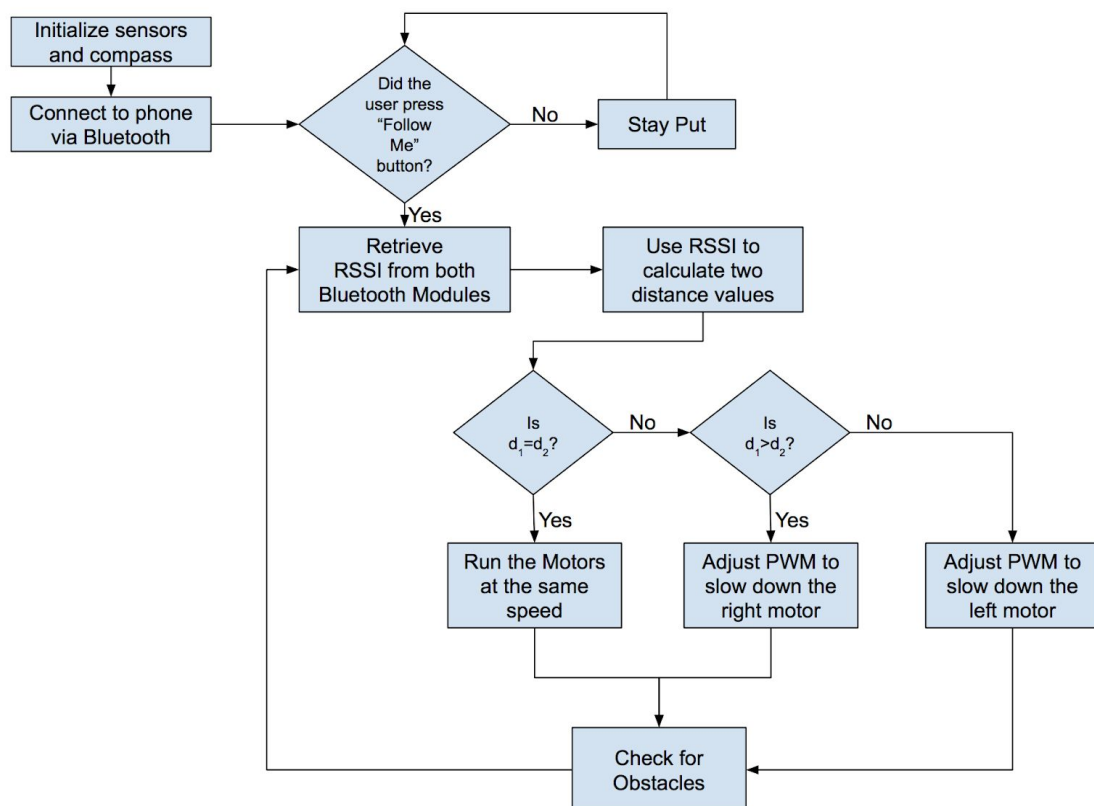 Initialize sensors
and compass
Connect to phone
via Bluetooth
Did the
user press
“Follow
Me”
button?
No
Stay Put
Yes
Retrieve
RSSI from both
Bluetooth Modules
Use RSSI to
calculate two
distance values
Is
d₁=d₂?
No
Is
d₁>d₂?
No
Yes
Yes
Run the Motors
at the same
speed
Adjust PWM to
slow down the
right motor
Adjust PWM to
slow down the
left motor
Check for
Obstacles